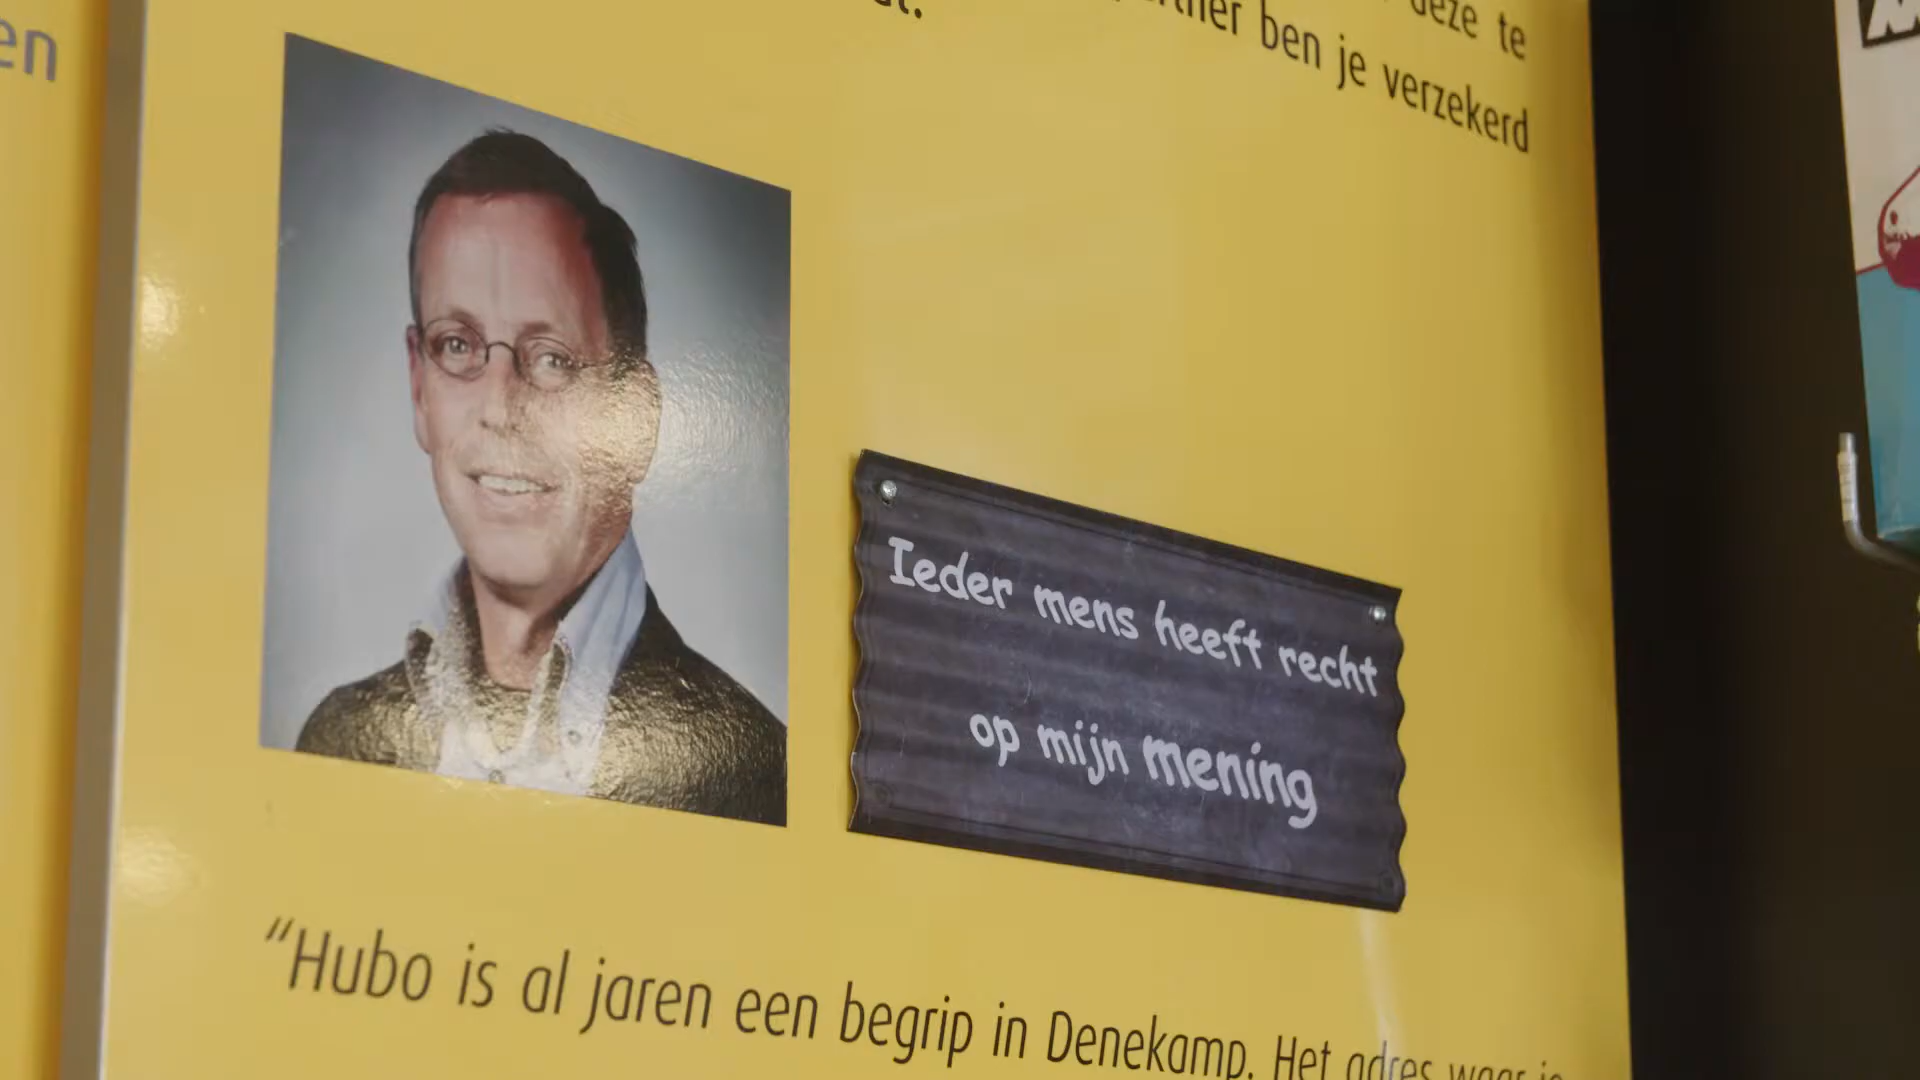 en
deze te
ben je verzekerd
Ieder mens heeft recht
op mijn mening
“Hubo is al jaren een begrip in Denekamp. Het adres waar je